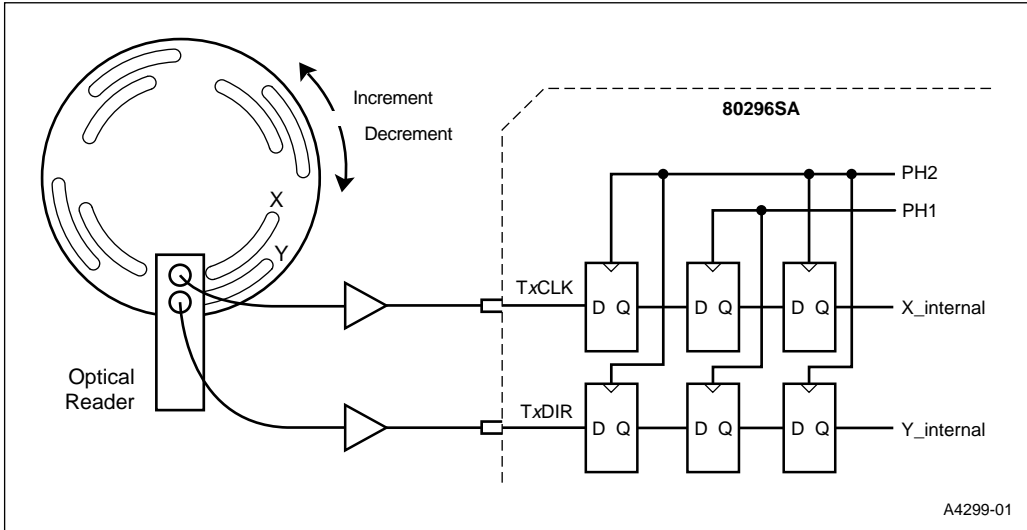 Increment
Decrement
80296SA
PH2
PH1
X
Y
TxCLK
D Q
D Q
D Q
X_internal
Optical
Reader
TxDIR
D Q
D Q
D Q
Y_internal
A4299-01